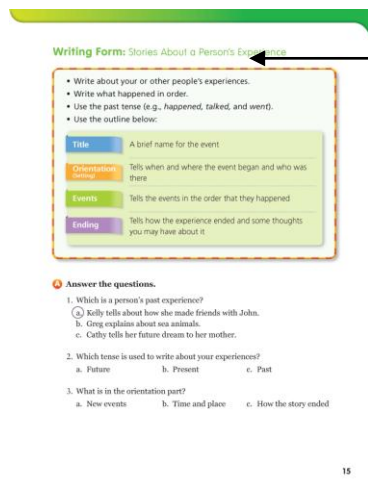 Writing Form: Stories About a Person's Experience
• Write about your or other people's experiences.
• Write what happened in order.
• Use the past tense (e.g., happened, talked, and went).
• Use the outline below:
Title
A brief name for the event
Orientation
(Setting)
Tells when and where the event began and who was
there
Events
Tells the events in the order that they happened
Ending
Tells how the experience ended and some thoughts
you may have about it
A Answer the questions.
1. Which is a person's past experience?
a. Kelly tells about how she made friends with John.
b. Greg explains about sea animals.
c. Cathy tells her future dream to her mother.
2. Which tense is used to write about your experiences?
a. Future b. Present c. Past
3. What is in the orientation part?
a. New events b. Time and place c. How the story ended
15